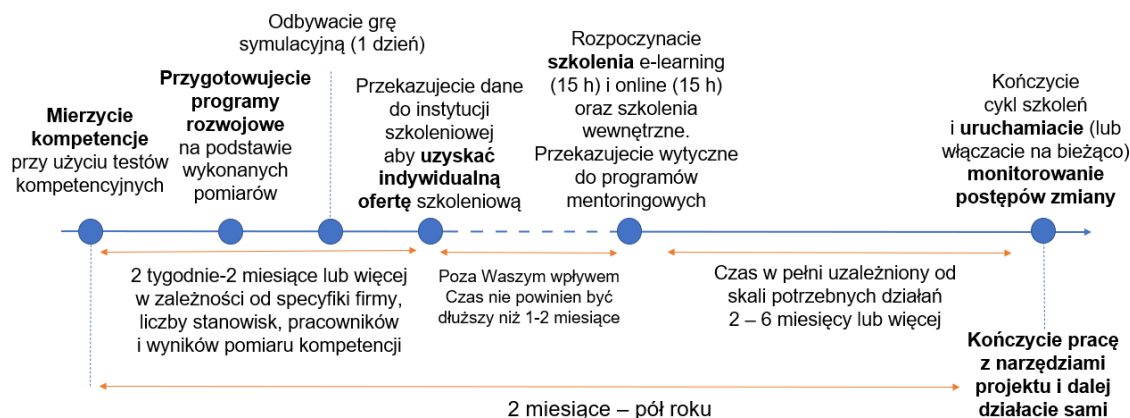 Odbywacie grę
symulacyjną (1 dzień)
Mierzycie
kompetencje
przy użyciu testów
kompetencyjnych
Przygotowujecie
programy
rozwojowe
na podstawie
wykonanych
pomiarów
Przekazujecie dane
do instytucji
szkoleniowej
aby uzyskać
indywidualną
ofertę szkoleniową
Rozpoczynacie
szkolenia e-learning
(15 h) i online (15 h)
oraz szkolenia
wewnętrzne.
Przekazujecie wytyczne
do programów
mentoringowych
Kończycie
cykl szkoleń
i uruchamiacie (lub
włączacie na bieżąco)
monitorowanie
postępów zmiany
2 tygodnie-2 miesiące lub więcej
w zależności od specyfiki firmy,
liczby stanowisk, pracowników
i wyników pomiaru kompetencji
Poza Waszym wpływem
Czas nie powinien być
dłuższy niż 1-2 miesiące
Czas w pełni uzależniony od
skali potrzebnych działań
2 – 6 miesięcy lub więcej
Kończycie pracę
z narzędziami
projektu i dalej
działacie sami
2 miesiące – pół roku